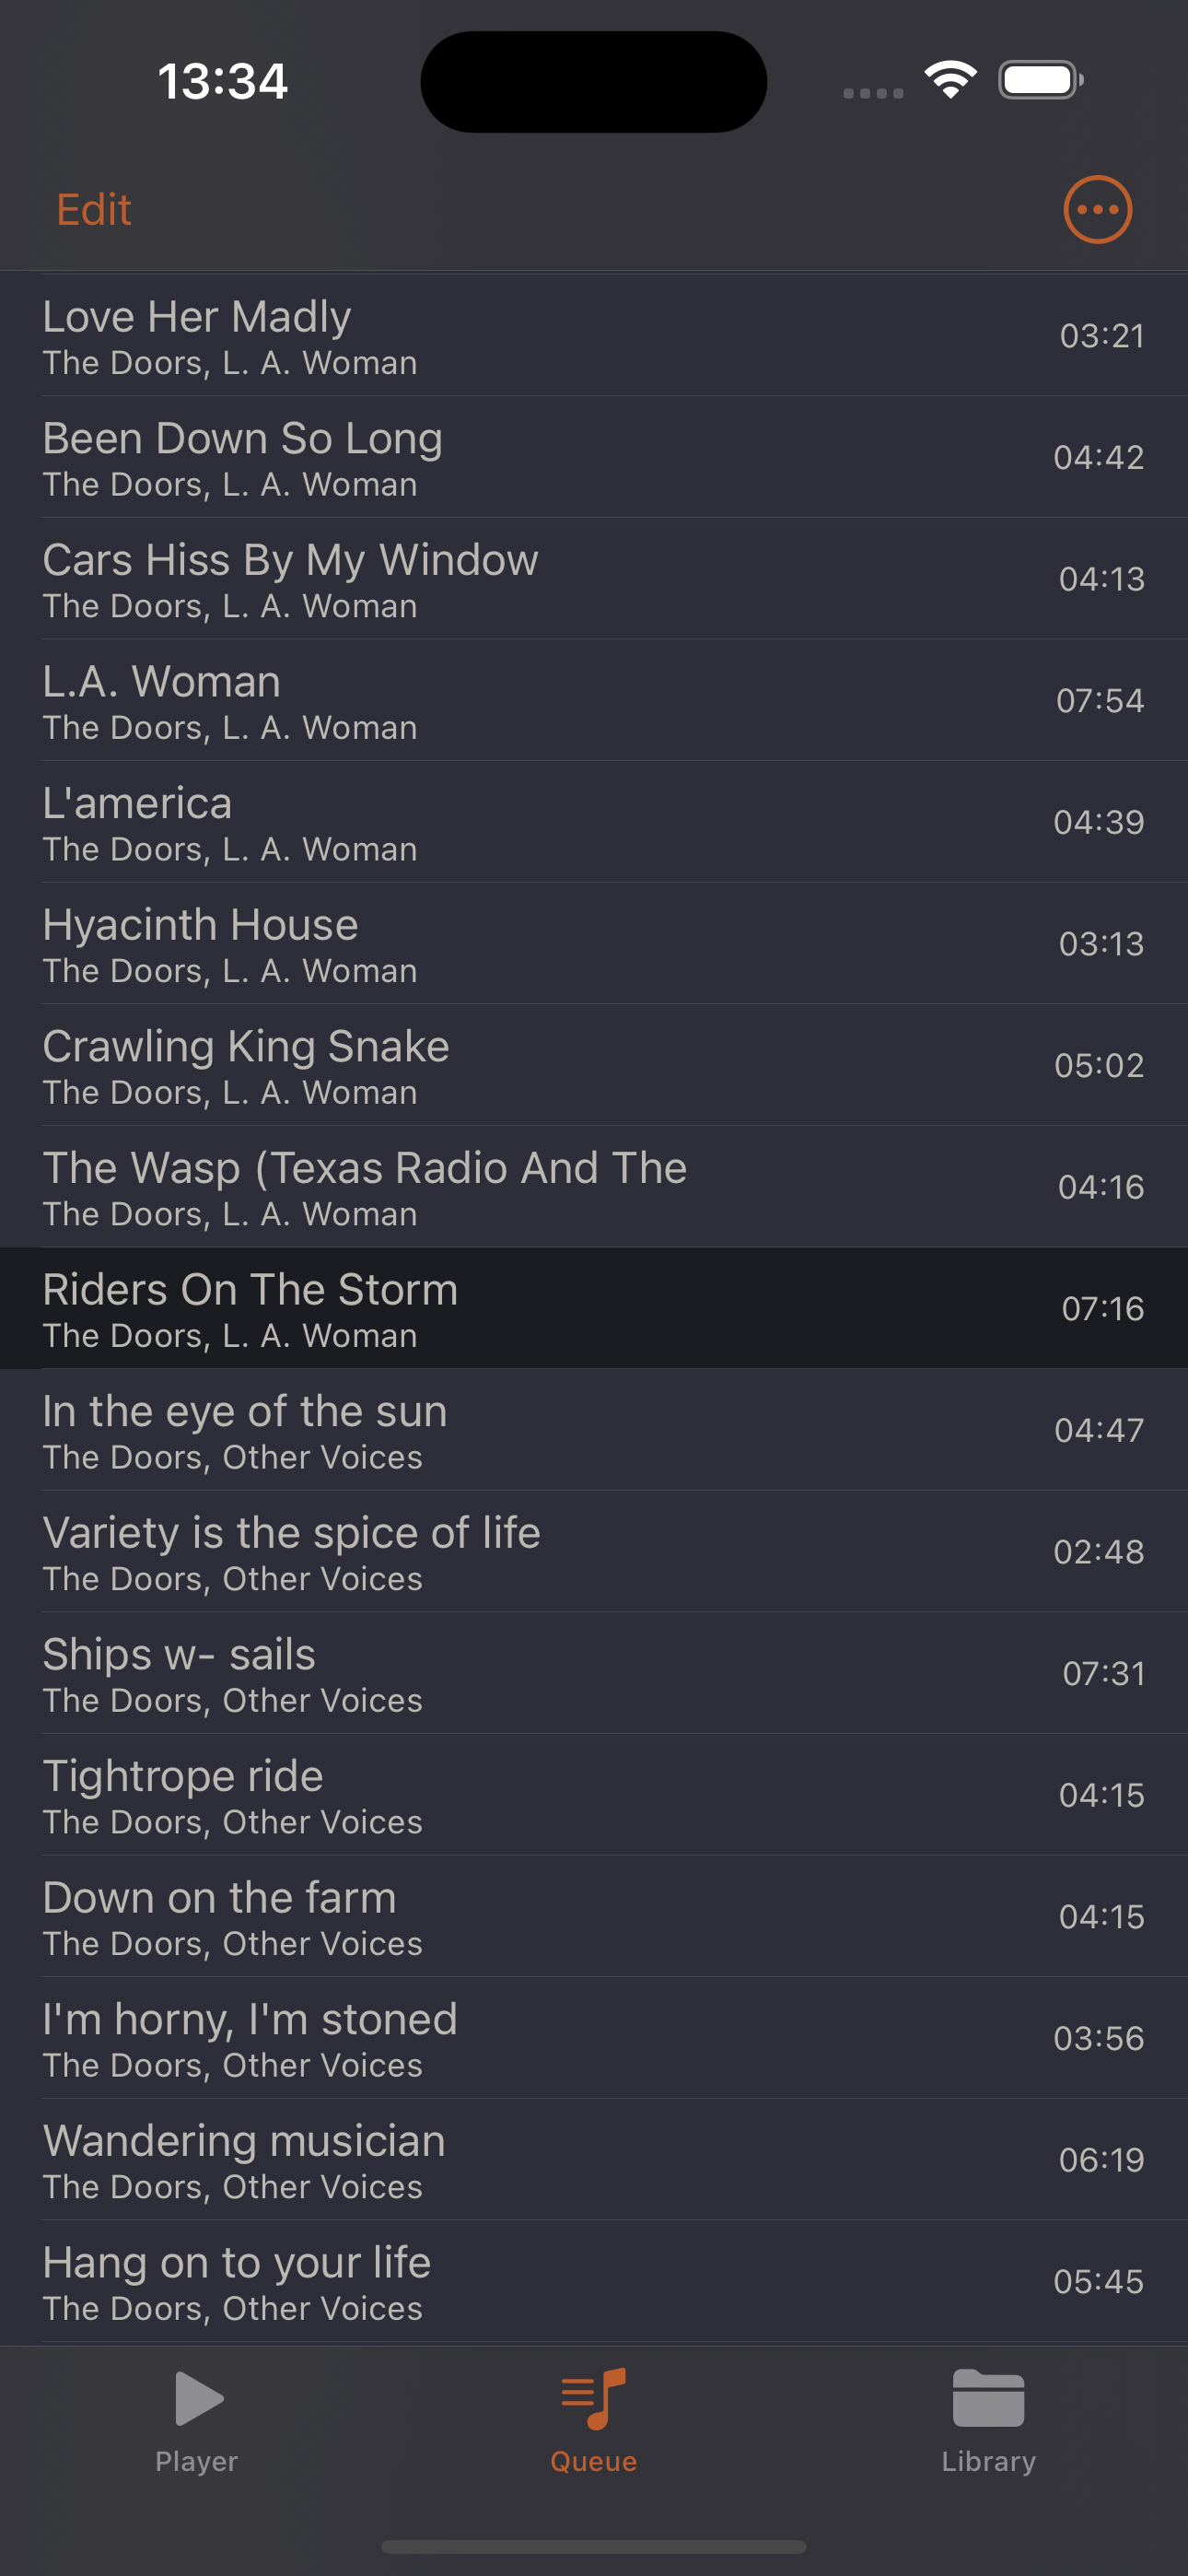 13:34
Edit
Love Her Madly
The Doors, L. A. Woman
03:21
Been Down So Long
The Doors, L. A. Woman
04:42
Cars Hiss By My Window
The Doors, L. A. Woman
04:13
L.A. Woman
The Doors, L. A. Woman
07:54
L'america
The Doors, L. A. Woman
04:39
Hyacinth House
The Doors, L. A. Woman
03:13
Crawling King Snake
The Doors, L. A. Woman
05:02
The Wasp (Texas Radio And The
The Doors, L. A. Woman
04:16
Riders On The Storm
The Doors, L. A. Woman
07:16
In the eye of the sun
The Doors, Other Voices
04:47
Variety is the spice of life
The Doors, Other Voices
02:48
Ships w- sails
The Doors, Other Voices
07:31
Tightrope ride
The Doors, Other Voices
04:15
Down on the farm
The Doors, Other Voices
04:15
I'm horny, I'm stoned
The Doors, Other Voices
03:56
Wandering musician
The Doors, Other Voices
06:19
Hang on to your life
The Doors, Other Voices
05:45
Player
Queue
Library